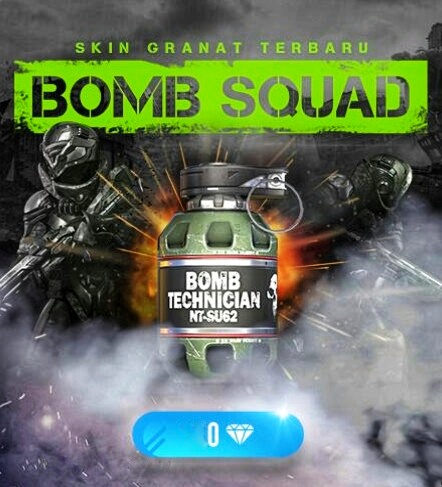 SKIN GRANAT TERBARU
BOMB SQUAD
BOMB
TECHNICIAN
NT-SU62
0